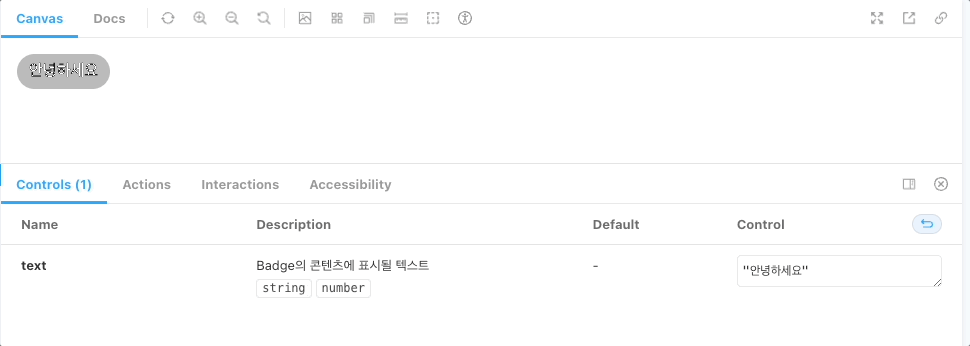 Canvas Docs
안녕하세요
Controls (1) Actions Interactions Accessibility
Name Description Default Control
text Badge의 콘텐츠에 표시될 텍스트 - "안녕하세요"
string number